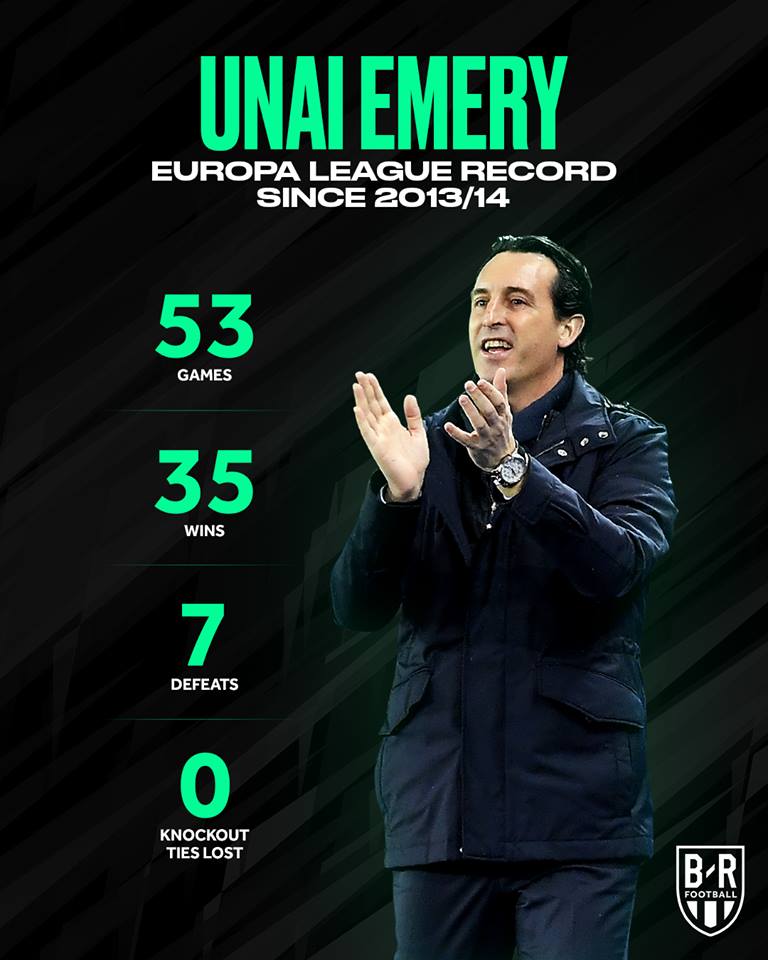 UNAI EMERY
EUROPA LEAGUE RECORD
SINCE 2013/14
53
GAMES
35
WINS
7
DEFEATS
0
KNOCKOUT
TIES LOST
B-R
FOOTBALL